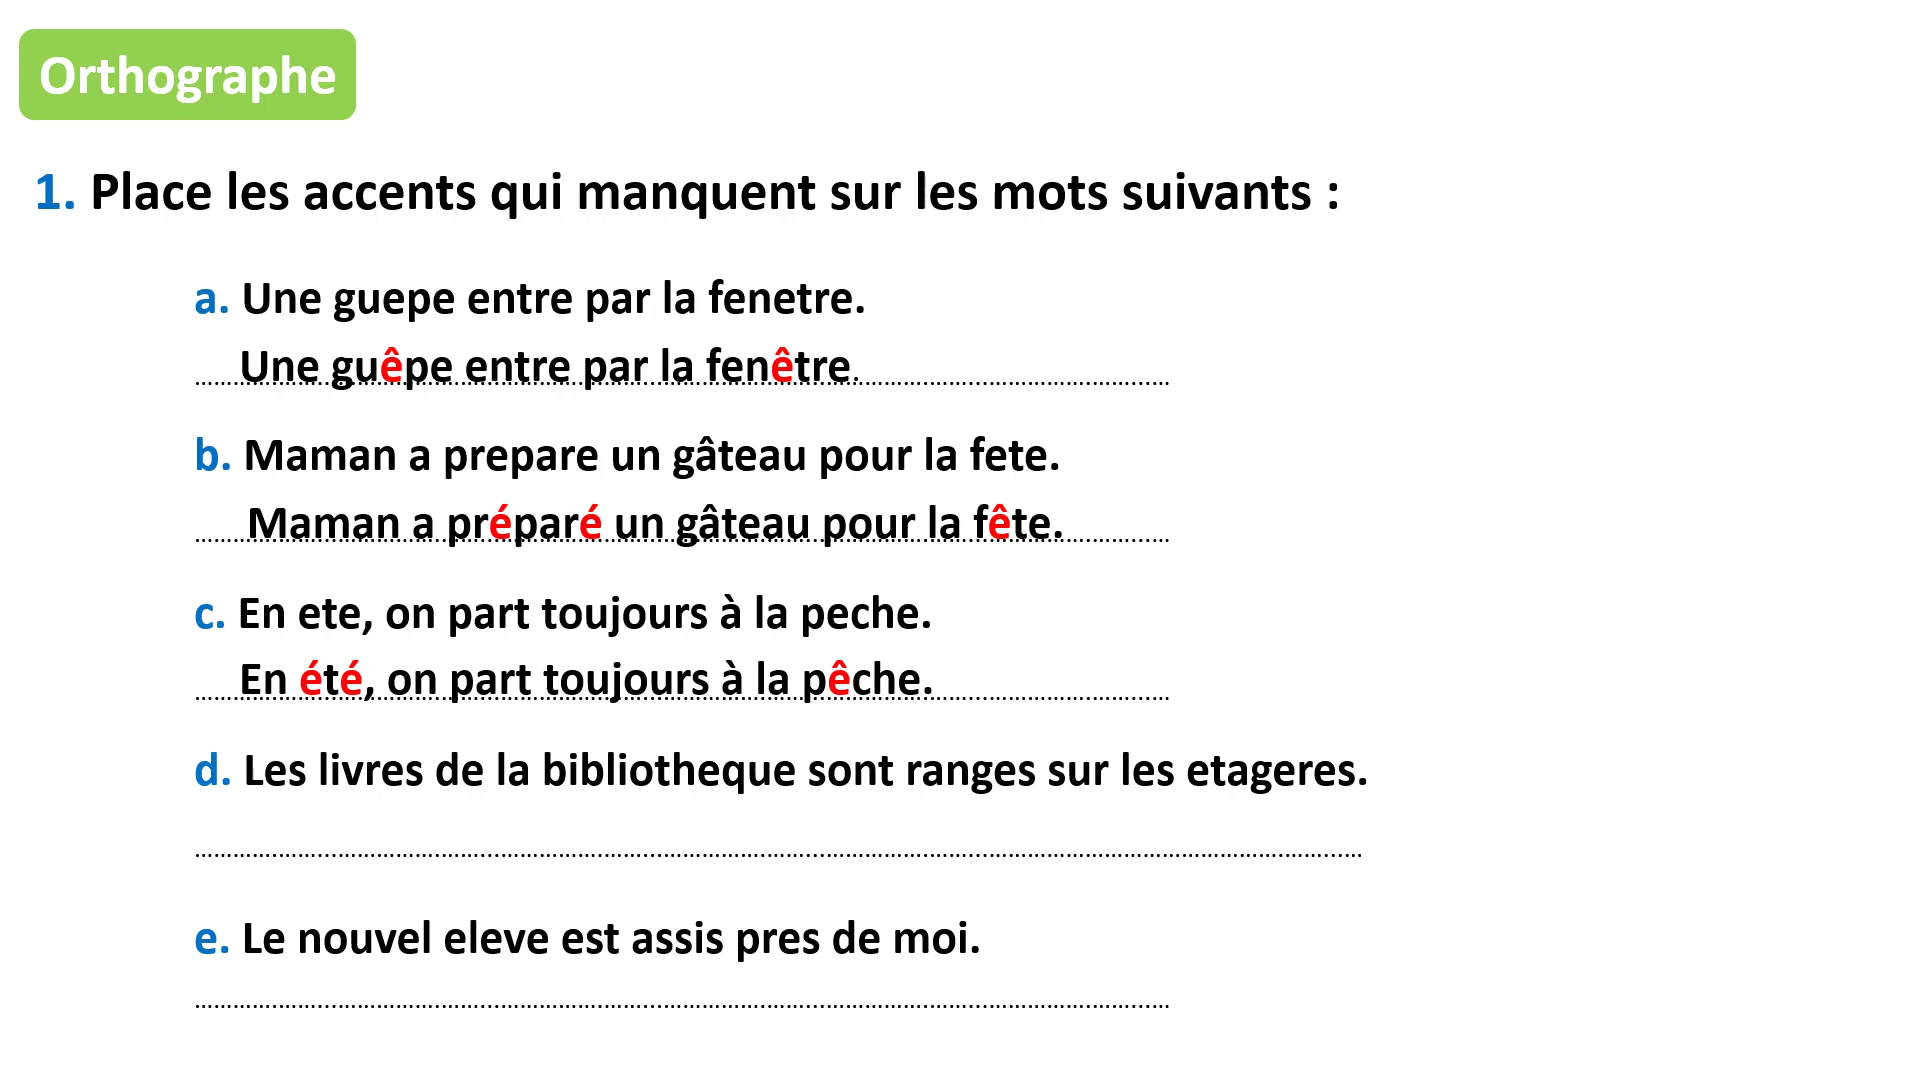 Orthographe
1. Place les accents qui manquent sur les mots suivants :
a. Une guepe entre par la fenetre.
Une guêpe entre par la fenêtre.
b. Maman a prepare un gâteau pour la fete.
Maman a préparé un gâteau pour la fête.
c. En ete, on part toujours à la peche.
En été, on part toujours à la pêche.
d. Les livres de la bibliotheque sont ranges sur les etageres.
e. Le nouvel eleve est assis pres de moi.